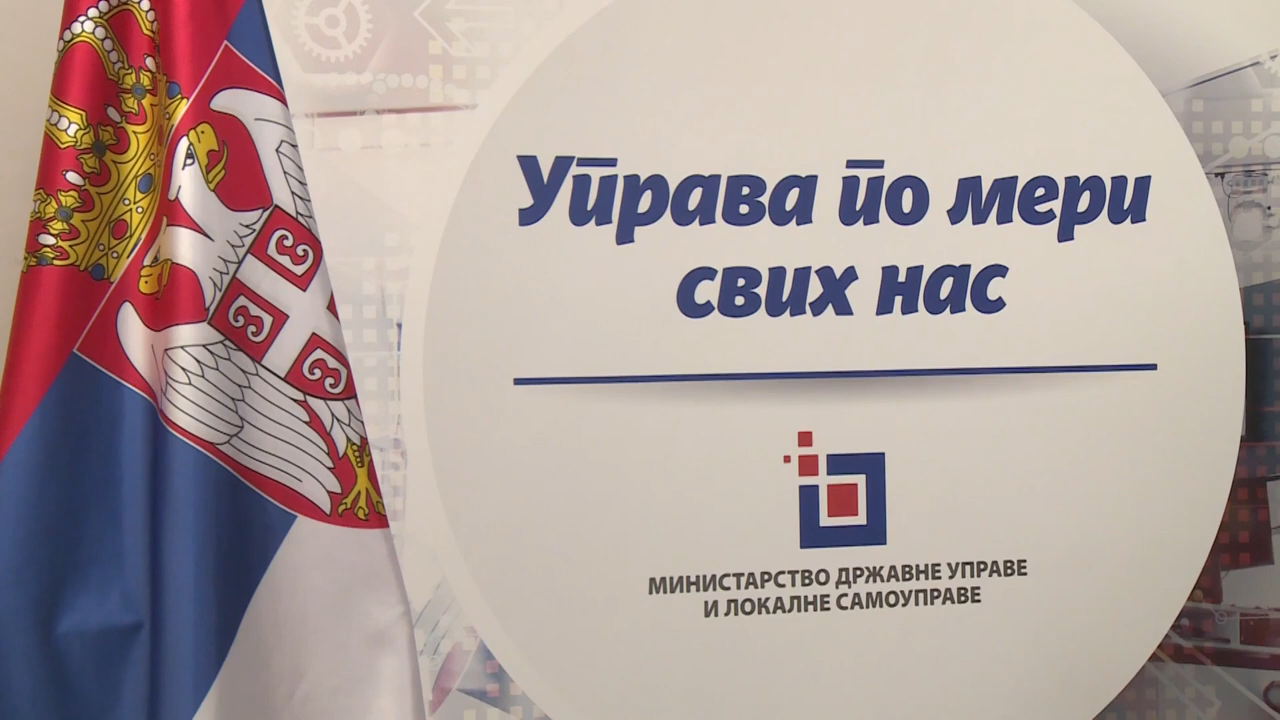 Управа по мери
свих нас
МИНИСТАРСТВО ДРЖАВНЕ УПРАВЕ
И ЛОКАЛНЕ САМОУПРАВЕ